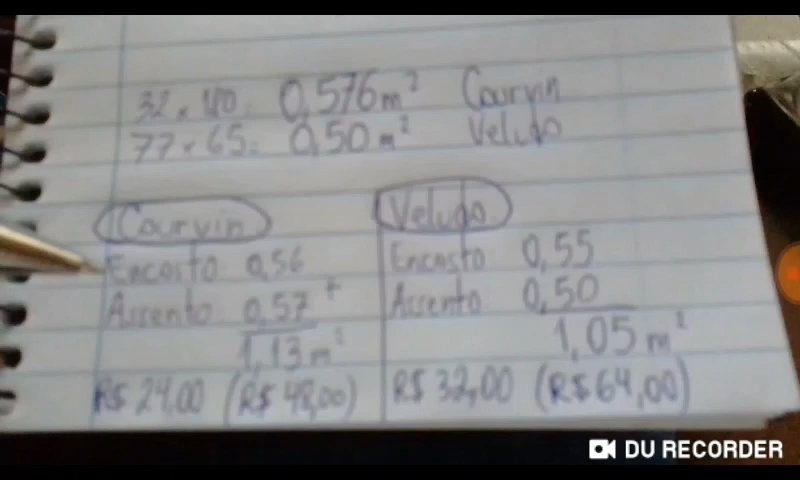 32 × 180: 0,576 m² Courvin
77 × 65 = 0,50 m² Veludo
Courvin
Encosto 0,56
Assento 0,57 +
1,13 m²
R$ 24,00 (R$ 48,00)
Veludo
Encosto 0,55
Assento 0,50
1,05 m²
R$ 32,00 (R$ 64,00)
DU RECORDER